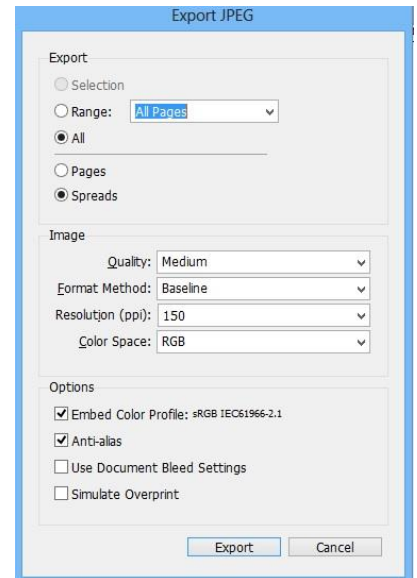 Export JPEG
Export
Selection
Range: All Pages
All
Pages
Spreads
Image
Quality: Medium
Format Method: Baseline
Resolution (ppi): 150
Color Space: RGB
Options
Embed Color Profile: sRGB IEC61966-2.1
Anti-alias
Use Document Bleed Settings
Simulate Overprint
Export Cancel